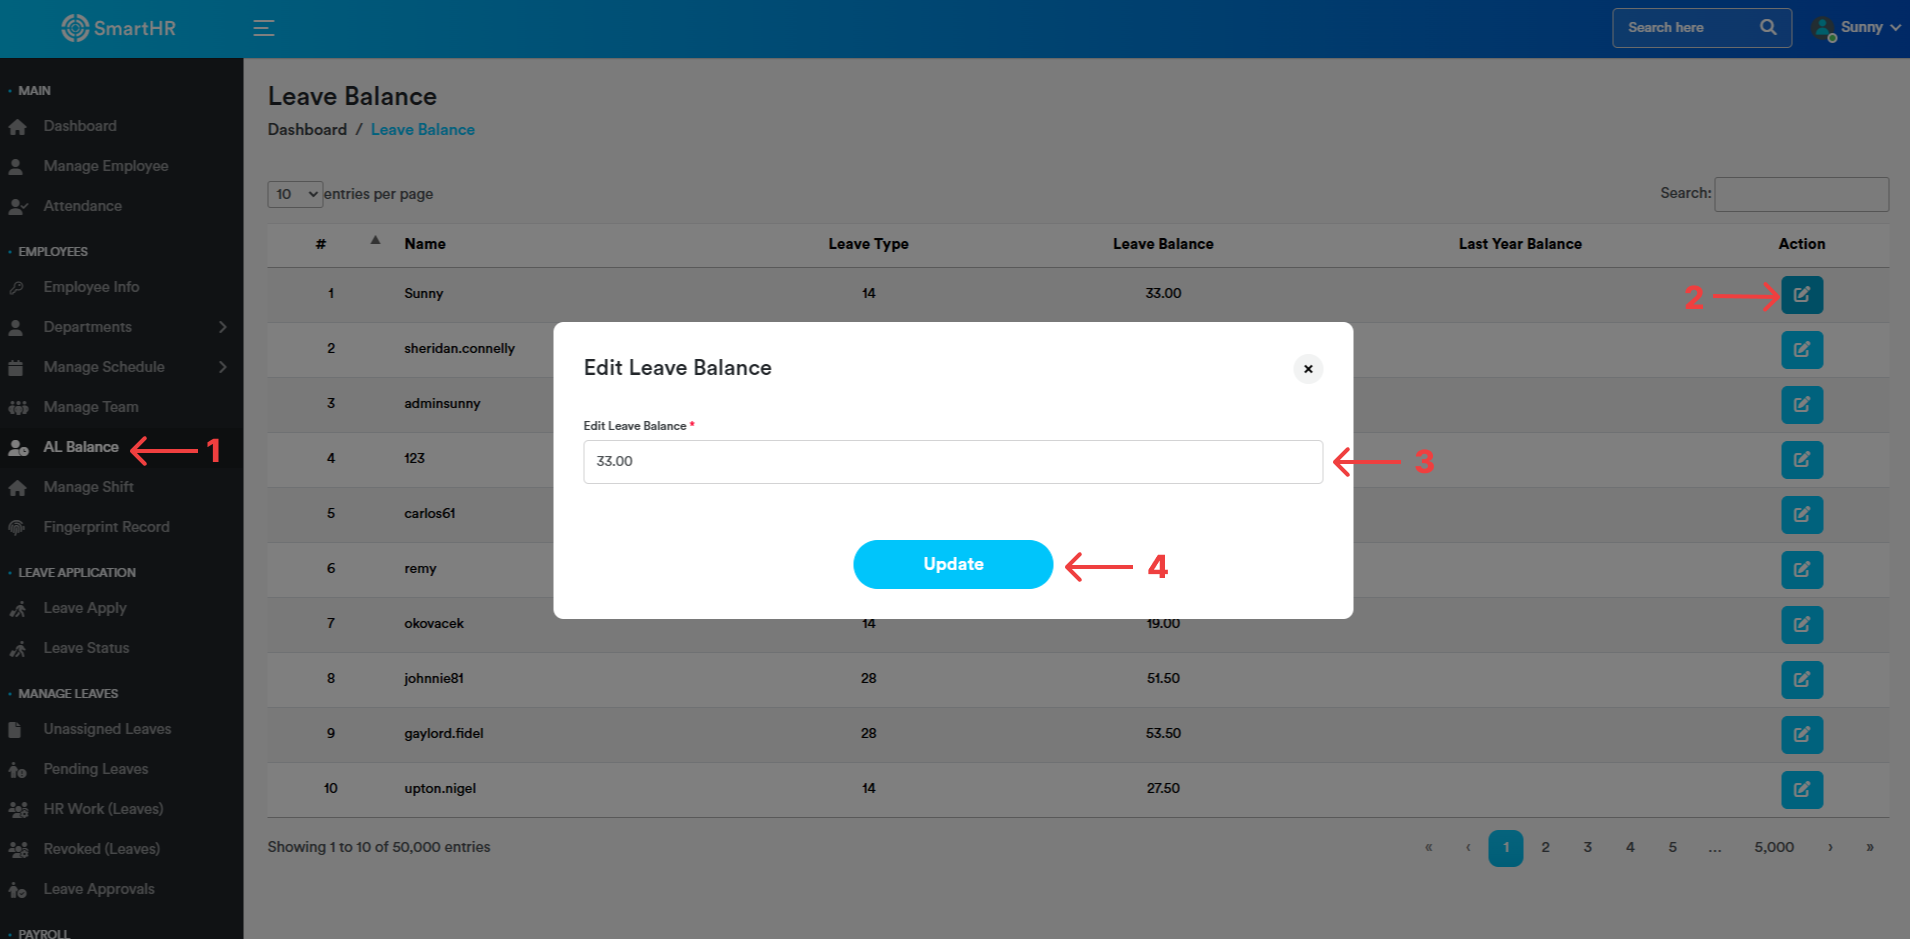 SmartHR
Search here
Sunny
MAIN
Dashboard
Manage Employee
Attendance
EMPLOYEES
Employee Info
Departments
Manage Schedule
Manage Team
AL Balance
1
Manage Shift
Fingerprint Record
LEAVE APPLICATION
Leave Apply
Leave Status
MANAGE LEAVES
Unassigned Leaves
Pending Leaves
HR Work (Leaves)
Revoked (Leaves)
Leave Approvals
PAYROLL
Leave Balance
Dashboard / Leave Balance
10 entries per page
Search:
# Name Leave Type Leave Balance Last Year Balance Action
1 Sunny 14 33.00
2
2 sheridan.connelly
3 adminsunny
4 123
5 carlos61
6 remy
7 okovacek 14 19.00
8 johnnie81 28 51.50
9 gaylord.fidel 28 53.50
10 upton.nigel 14 27.50
Showing 1 to 10 of 50,000 entries
« ‹ 1 2 3 4 5 ... 5,000 › »
Edit Leave Balance
×
Edit Leave Balance *
33.00
3
Update
4